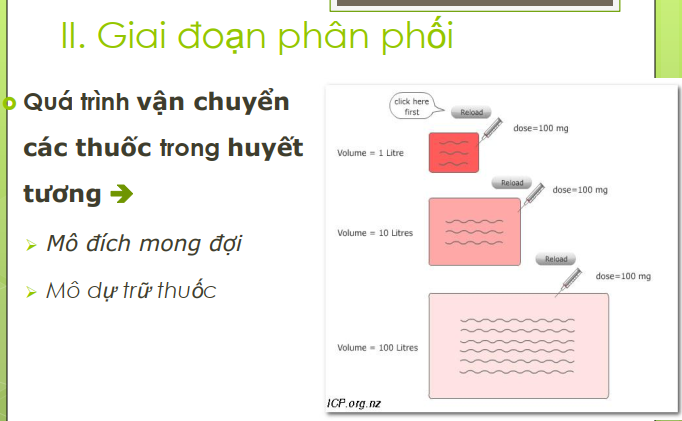 II. Giai đoạn phân phối
Quá trình vận chuyển
các thuốc trong huyết
tương
Mô đích mong đợi
Mô dự trữ thuốc
click here
first
Reload
dose=100 mg
Volume = 1 Litre
Reload
dose=100 mg
Volume = 10 Litres
Reload
dose=100 mg
Volume = 100 Litres
ICP.org.nz